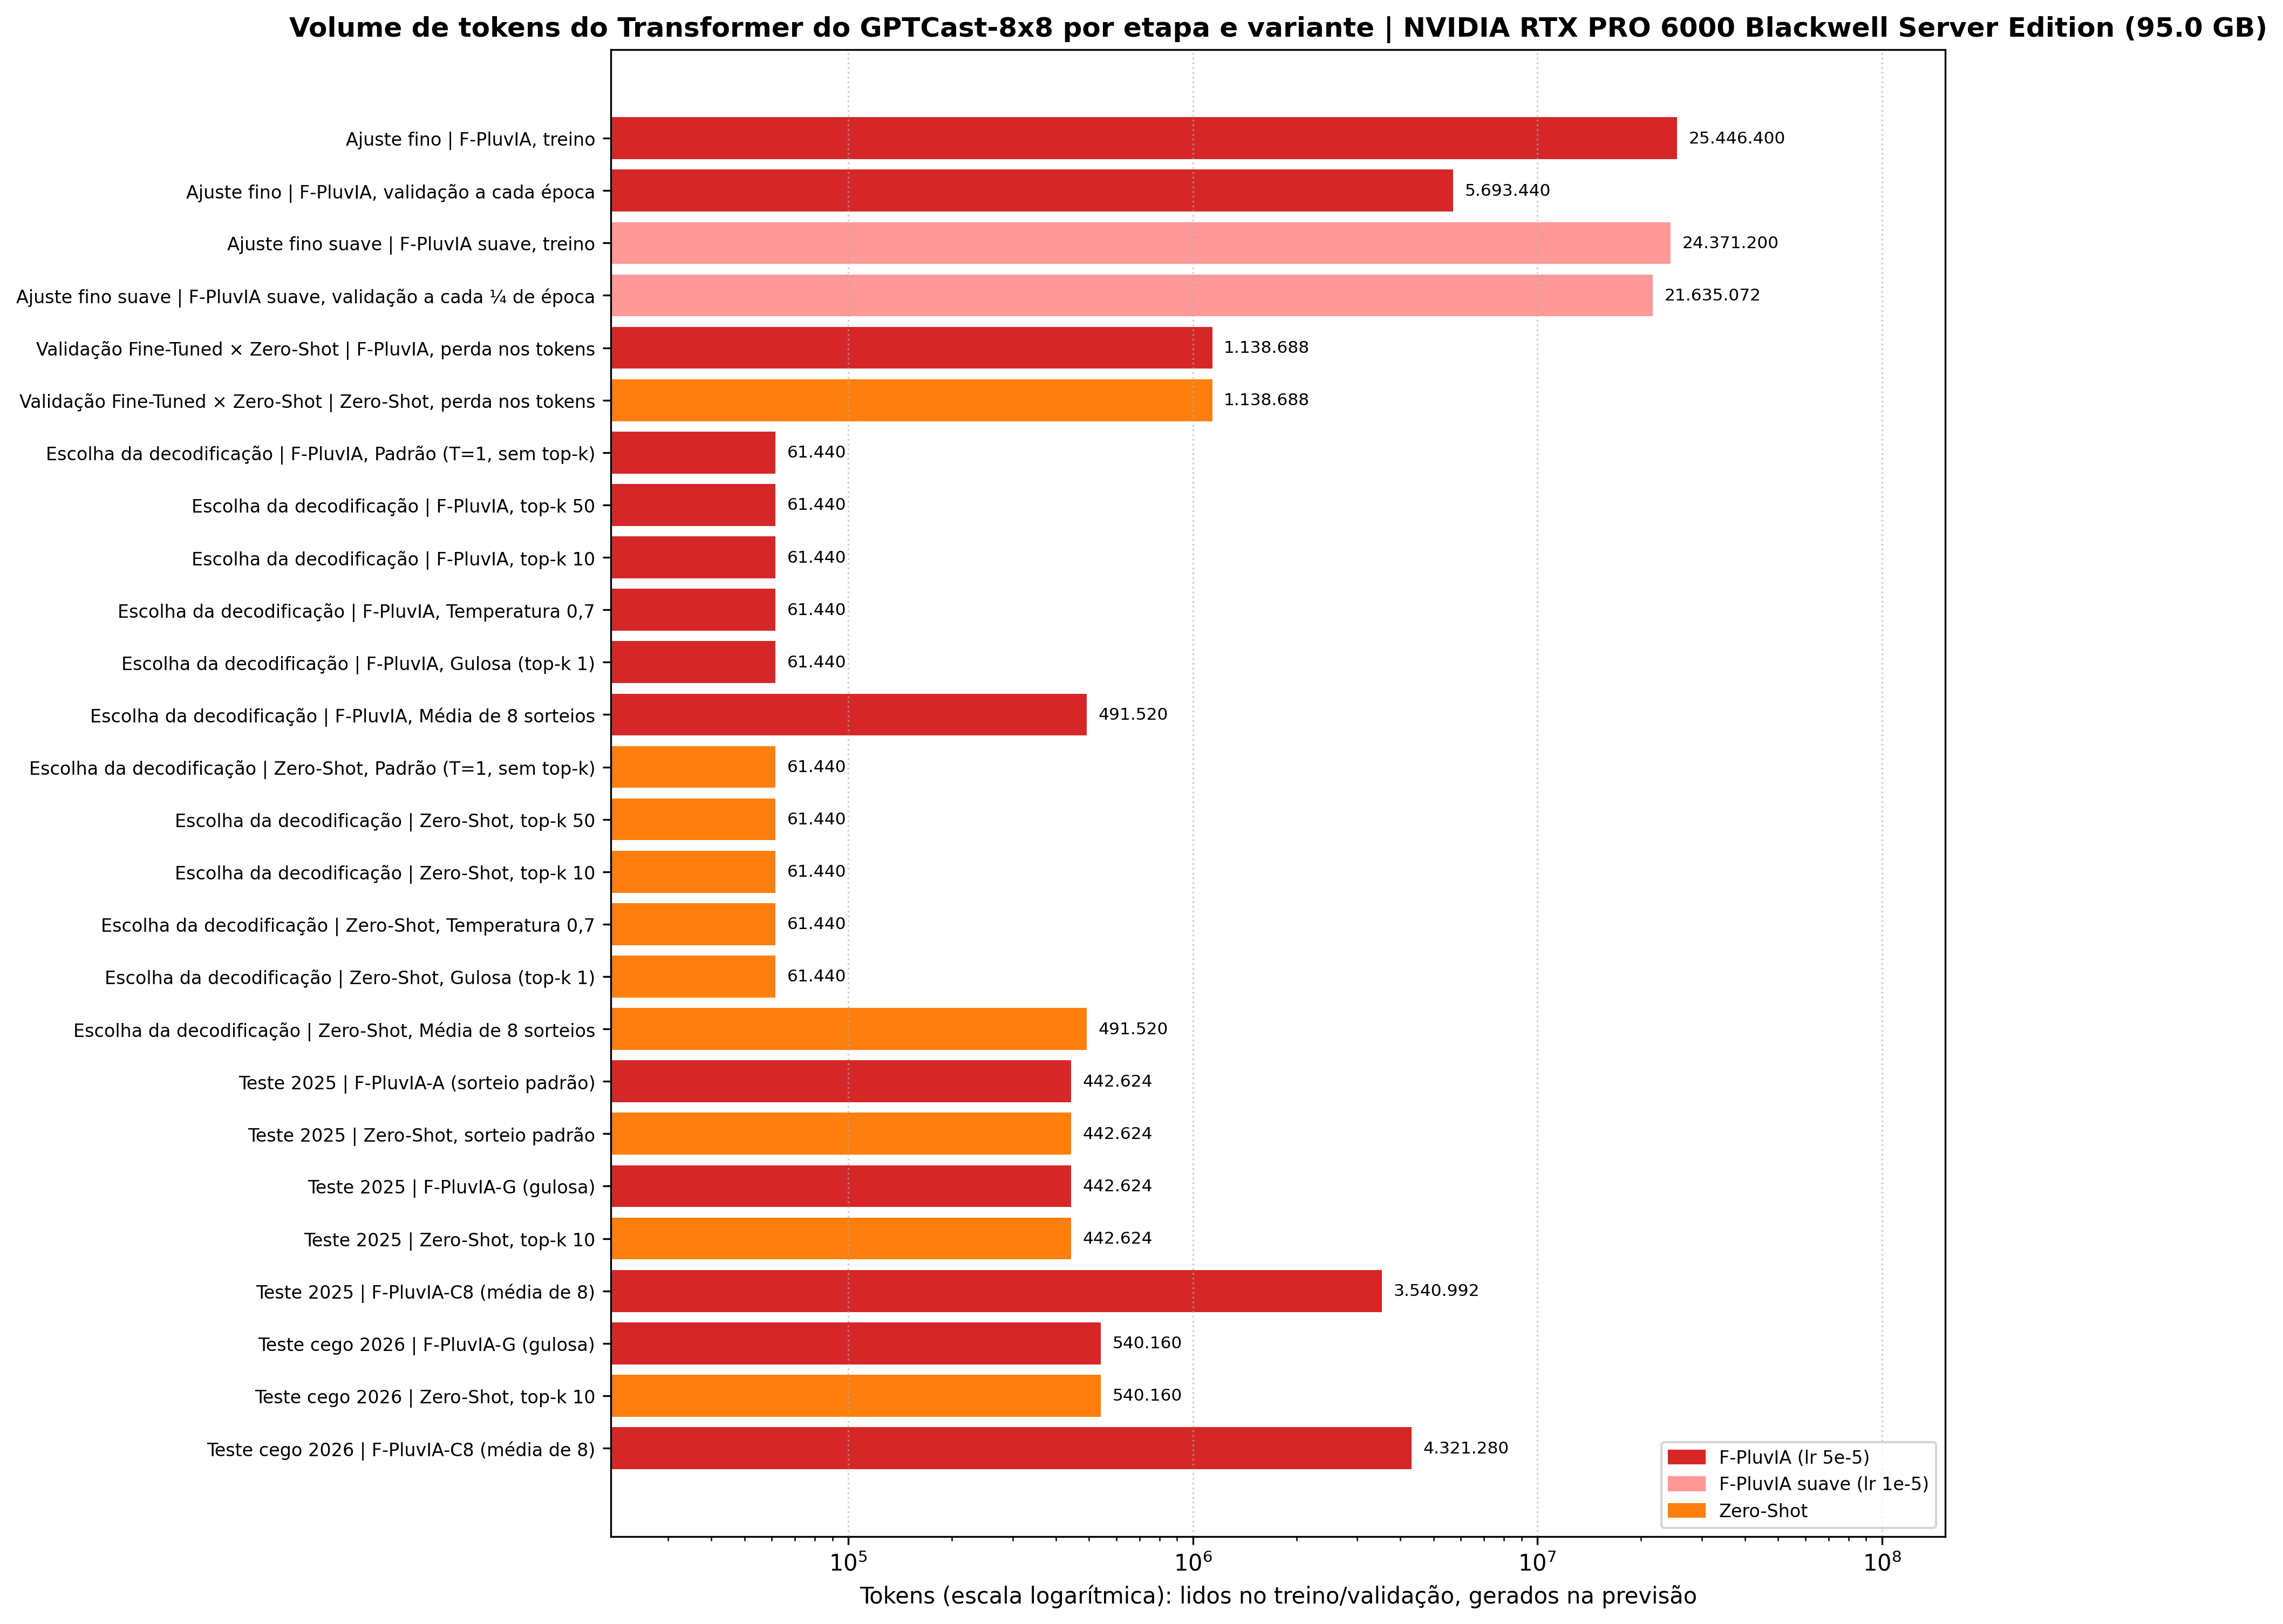 Volume de tokens do Transformer do GPTCast-8x8 por etapa e variante | NVIDIA RTX PRO 6000 Blackwell Server Edition (95.0 GB)
Ajuste fino | F-PluvIA, treino 25.446.400
Ajuste fino | F-PluvIA, validação a cada época 5.693.440
Ajuste fino suave | F-PluvIA suave, treino 24.371.200
Ajuste fino suave | F-PluvIA suave, validação a cada ¼ de época 21.635.072
Validação Fine-Tuned × Zero-Shot | F-PluvIA, perda nos tokens 1.138.688
Validação Fine-Tuned × Zero-Shot | Zero-Shot, perda nos tokens 1.138.688
Escolha da decodificação | F-PluvIA, Padrão (T=1, sem top-k) 61.440
Escolha da decodificação | F-PluvIA, top-k 50 61.440
Escolha da decodificação | F-PluvIA, top-k 10 61.440
Escolha da decodificação | F-PluvIA, Temperatura 0,7 61.440
Escolha da decodificação | F-PluvIA, Gulosa (top-k 1) 61.440
Escolha da decodificação | F-PluvIA, Média de 8 sorteios 491.520
Escolha da decodificação | Zero-Shot, Padrão (T=1, sem top-k) 61.440
Escolha da decodificação | Zero-Shot, top-k 50 61.440
Escolha da decodificação | Zero-Shot, top-k 10 61.440
Escolha da decodificação | Zero-Shot, Temperatura 0,7 61.440
Escolha da decodificação | Zero-Shot, Gulosa (top-k 1) 61.440
Escolha da decodificação | Zero-Shot, Média de 8 sorteios 491.520
Teste 2025 | F-PluvIA-A (sorteio padrão) 442.624
Teste 2025 | Zero-Shot, sorteio padrão 442.624
Teste 2025 | F-PluvIA-G (gulosa) 442.624
Teste 2025 | Zero-Shot, top-k 10 442.624
Teste 2025 | F-PluvIA-C8 (média de 8) 3.540.992
Teste cego 2026 | F-PluvIA-G (gulosa) 540.160
Teste cego 2026 | Zero-Shot, top-k 10 540.160
Teste cego 2026 | F-PluvIA-C8 (média de 8) 4.321.280
F-PluvIA (lr 5e-5)
F-PluvIA suave (lr 1e-5)
Zero-Shot
10⁵ 10⁶ 10⁷ 10⁸
Tokens (escala logarítmica): lidos no treino/validação, gerados na previsão